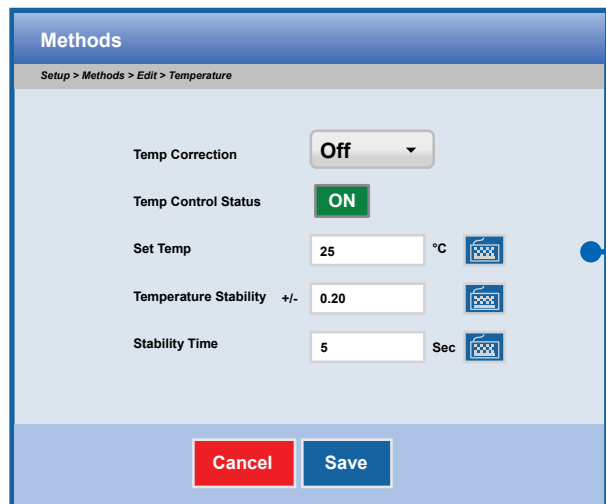 Methods
Setup > Methods > Edit > Temperature
Temp Correction Off
Temp Control Status ON
Set Temp 25 °C
Temperature Stability +/- 0.20
Stability Time 5 Sec
Cancel Save